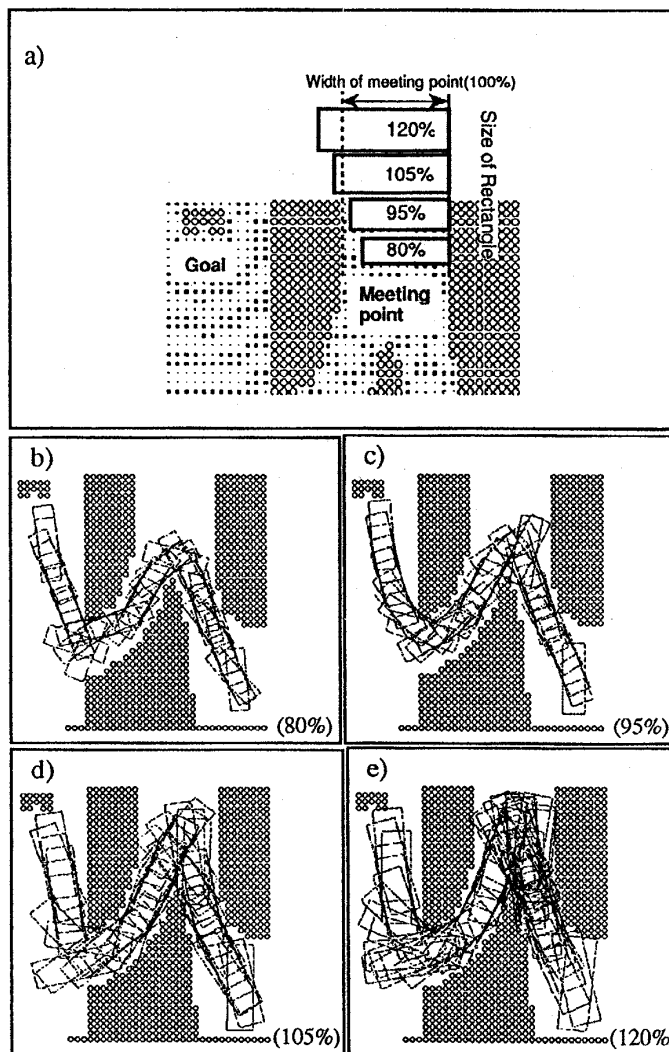 a)
Width of meeting point(100%)
120%
105%
95%
80%
Size of Rectangle
Goal
Meeting
point
b)
(80%)
c)
(95%)
d)
(105%)
e)
(120%)